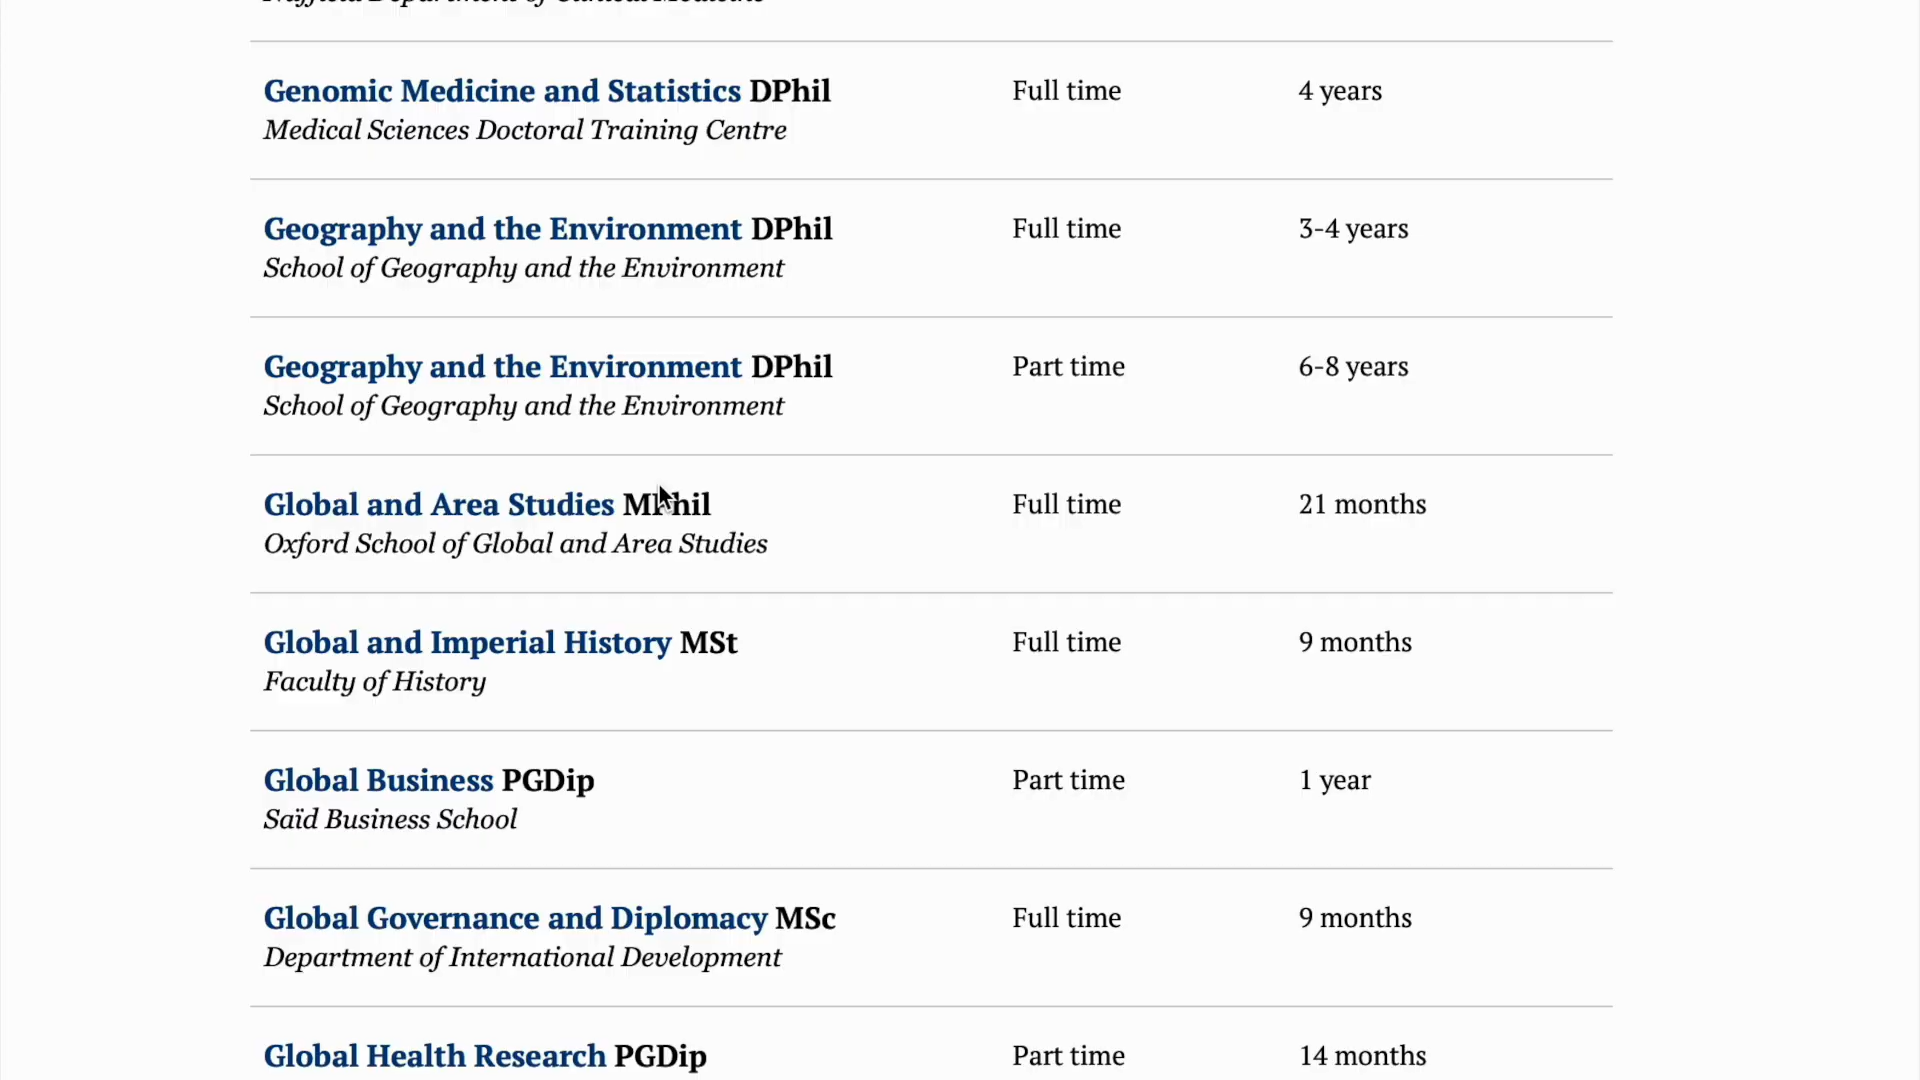 Nuffield Department of Clinical Medicine
Genomic Medicine and Statistics DPhil Full time 4 years
Medical Sciences Doctoral Training Centre
Geography and the Environment DPhil Full time 3-4 years
School of Geography and the Environment
Geography and the Environment DPhil Part time 6-8 years
School of Geography and the Environment
Global and Area Studies MPhil Full time 21 months
Oxford School of Global and Area Studies
Global and Imperial History MSt Full time 9 months
Faculty of History
Global Business PGDip Part time 1 year
Saïd Business School
Global Governance and Diplomacy MSc Full time 9 months
Department of International Development
Global Health Research PGDip Part time 14 months